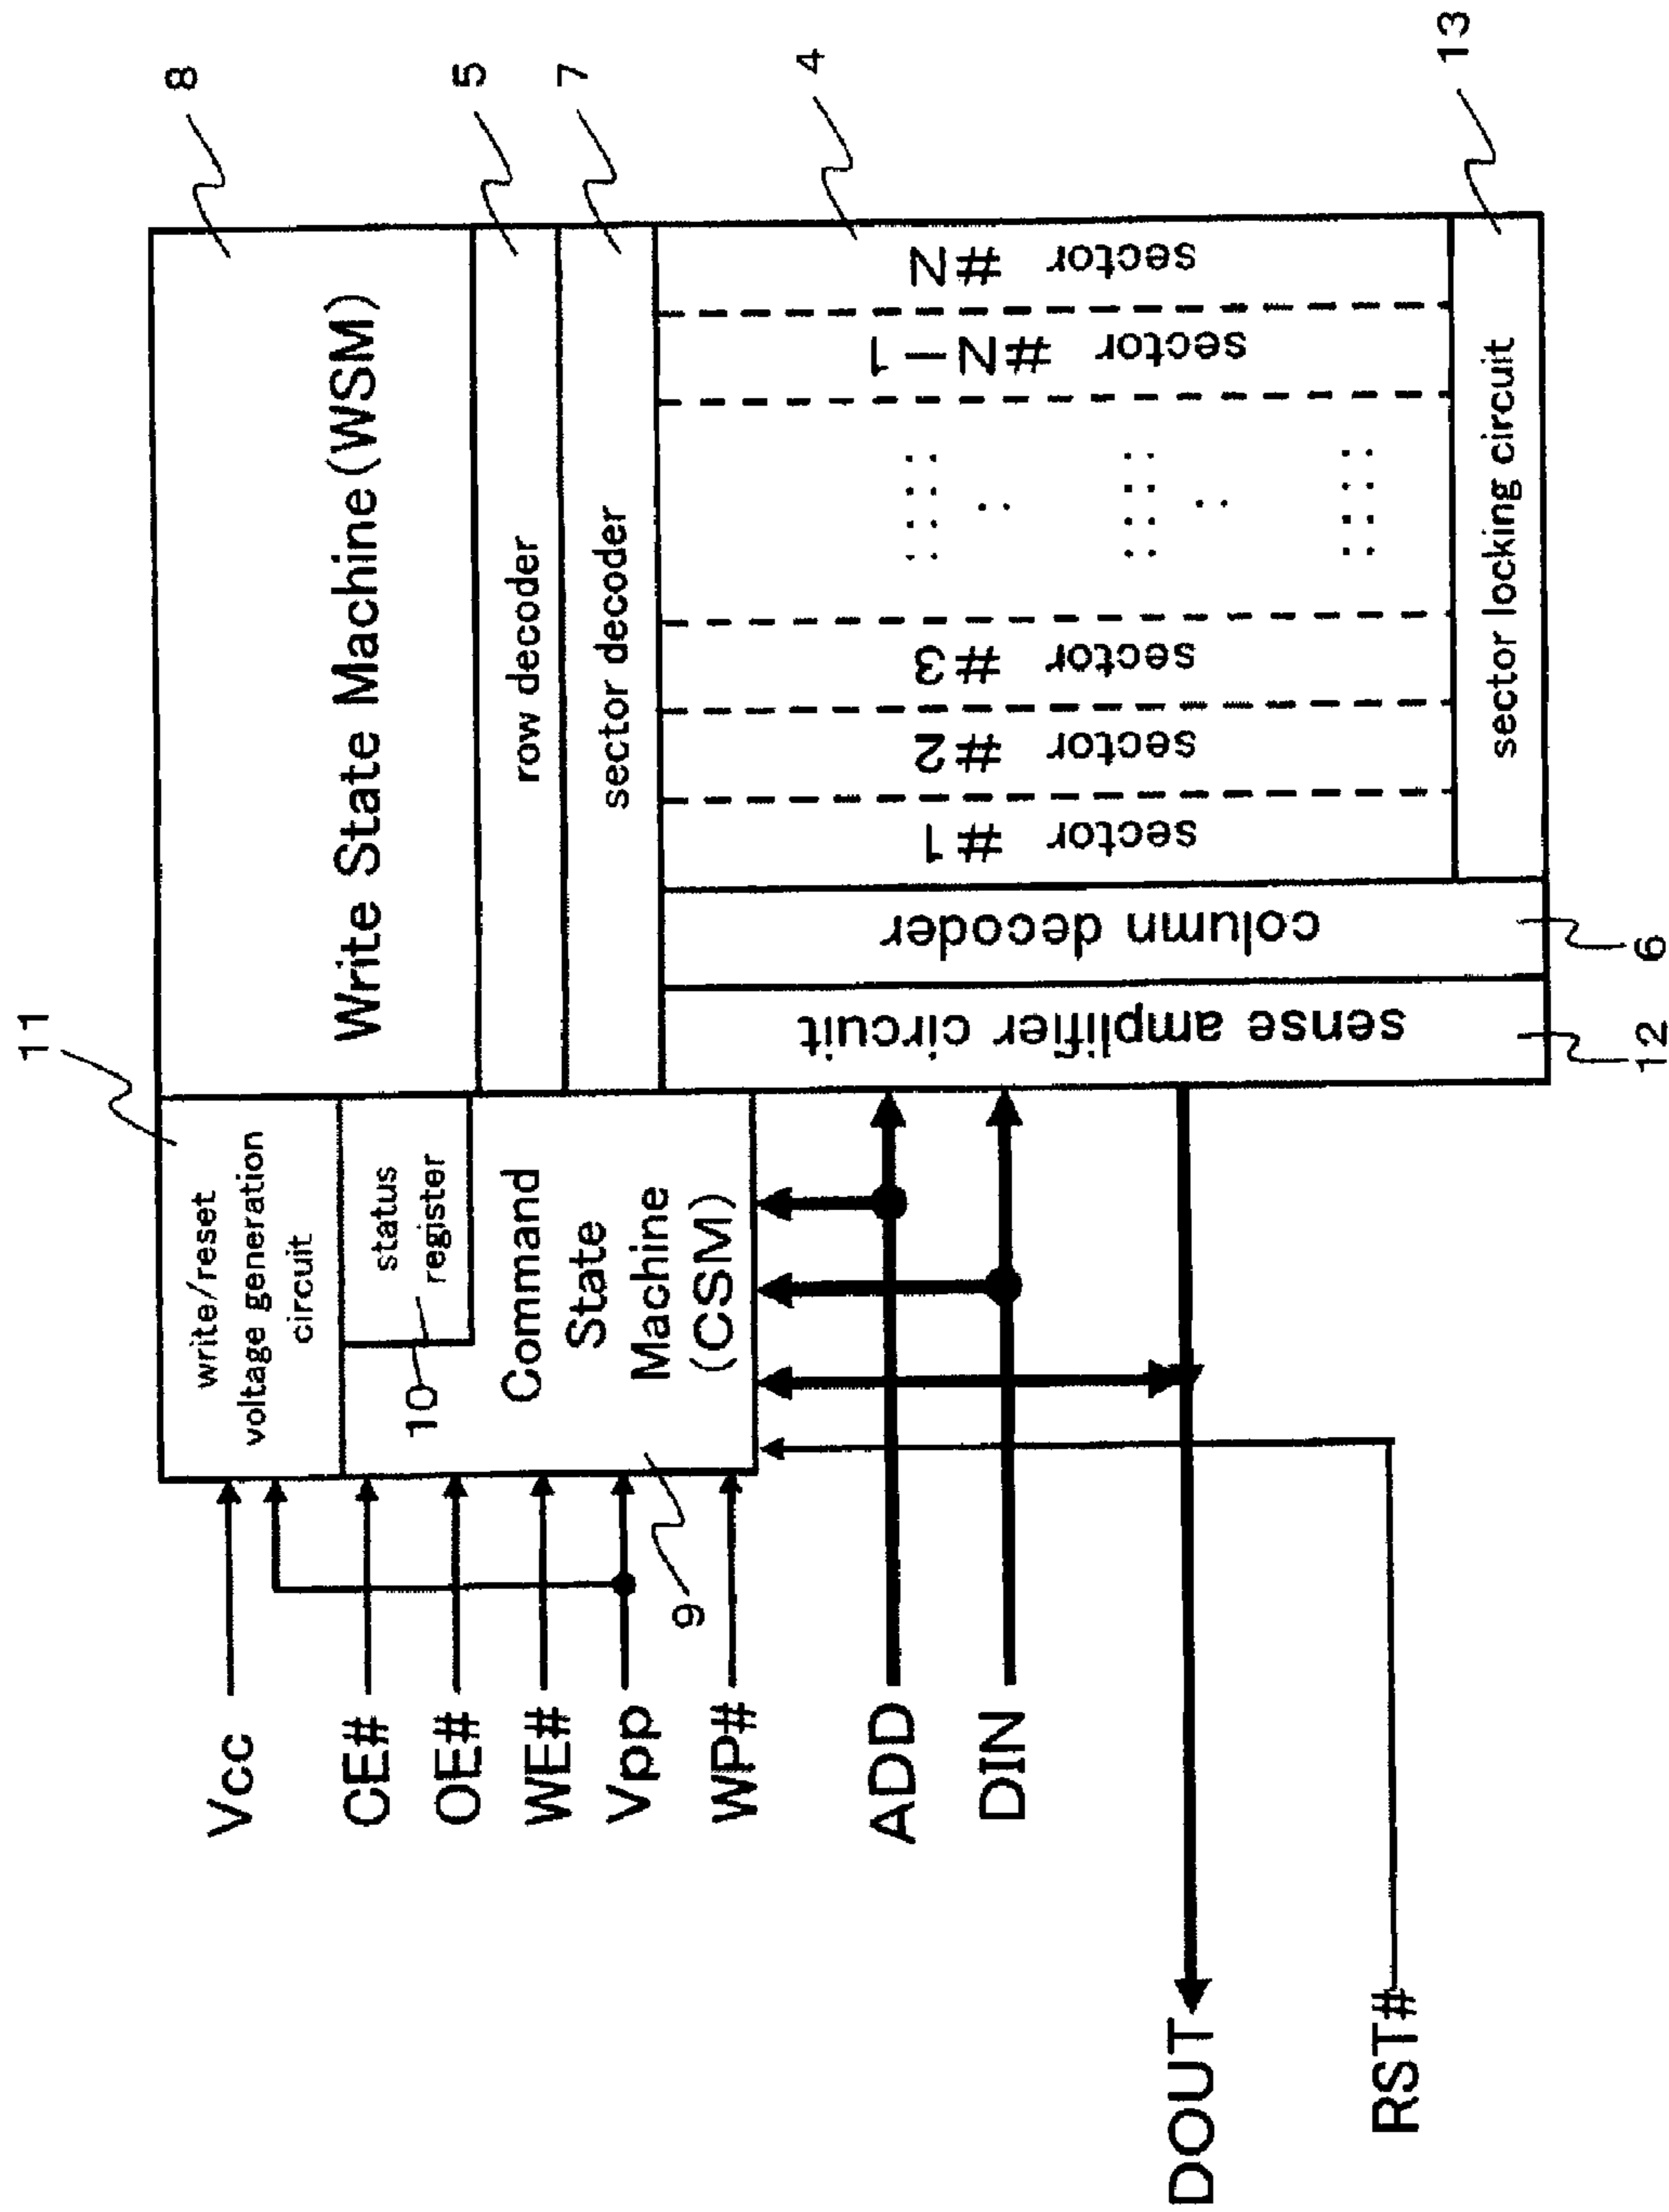 11
8
5
7
4
13
write/reset
voltage generation
circuit
status
register
10
Command
State
Machine
(CSM)
9
Write State Machine(WSM)
row decoder
sector decoder
sector #1
sector #2
sector #3
sector #N-1
sector #N
sector locking circuit
column decoder
sense amplifier circuit
6
12
Vcc
CE#
OE#
WE#
Vpp
WP#
ADD
DIN
DOUT
RST#